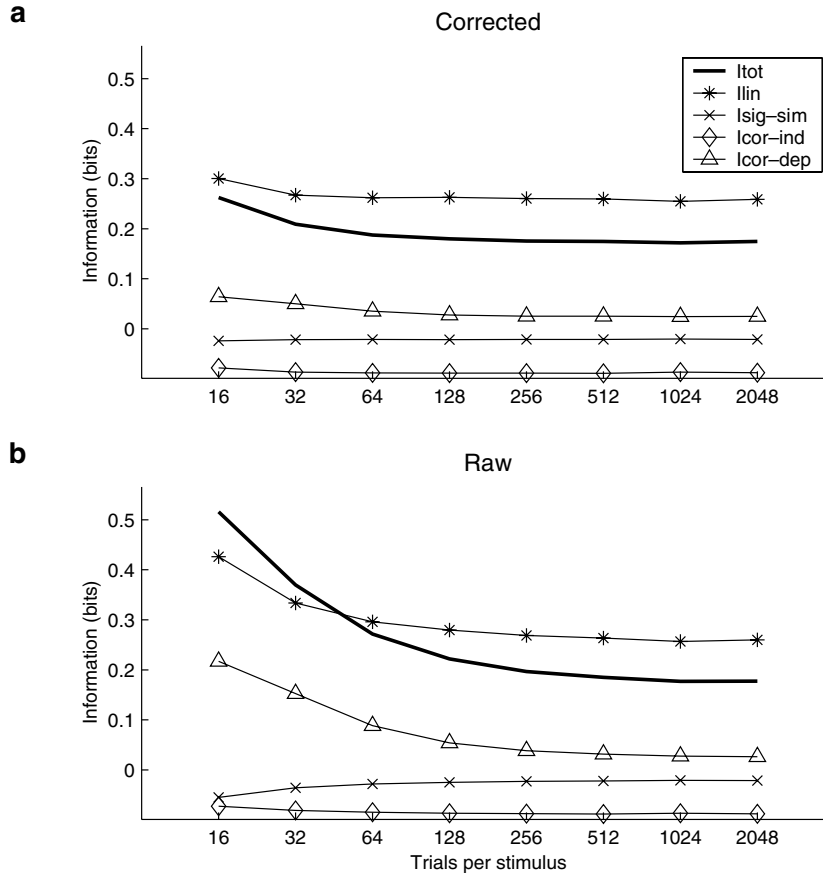 a
Corrected
Itot
Ilin
Isig–sim
Icor–ind
Icor–dep
Information (bits)
0.5
0.4
0.3
0.2
0.1
0
16 32 64 128 256 512 1024 2048
b
Raw
Information (bits)
0.5
0.4
0.3
0.2
0.1
0
16 32 64 128 256 512 1024 2048
Trials per stimulus